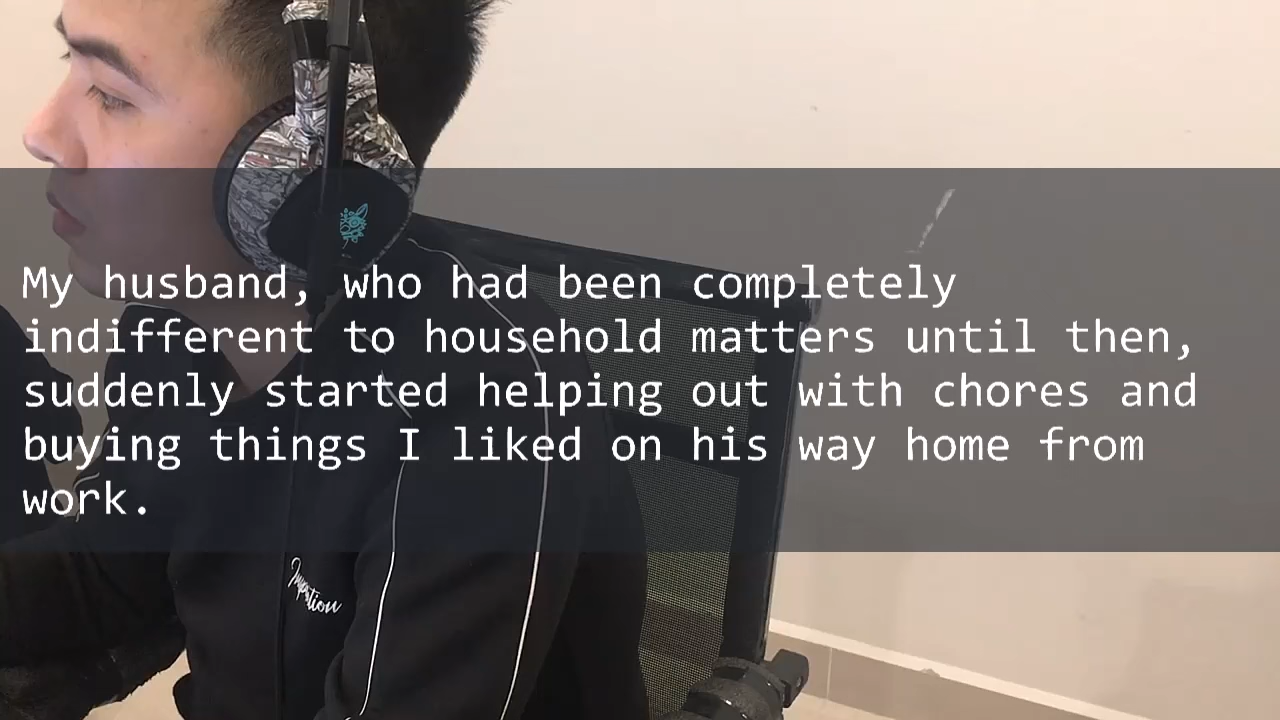 My husband, who had been completely
indifferent to household matters until then,
suddenly started helping out with chores and
buying things I liked on his way home from
work.